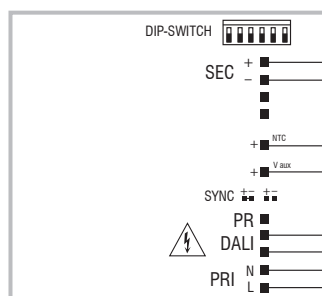 DIP-SWITCH
SEC + −
+ NTC
+ V aux
SYNC +− +−
PR
DALI
PRI N
L